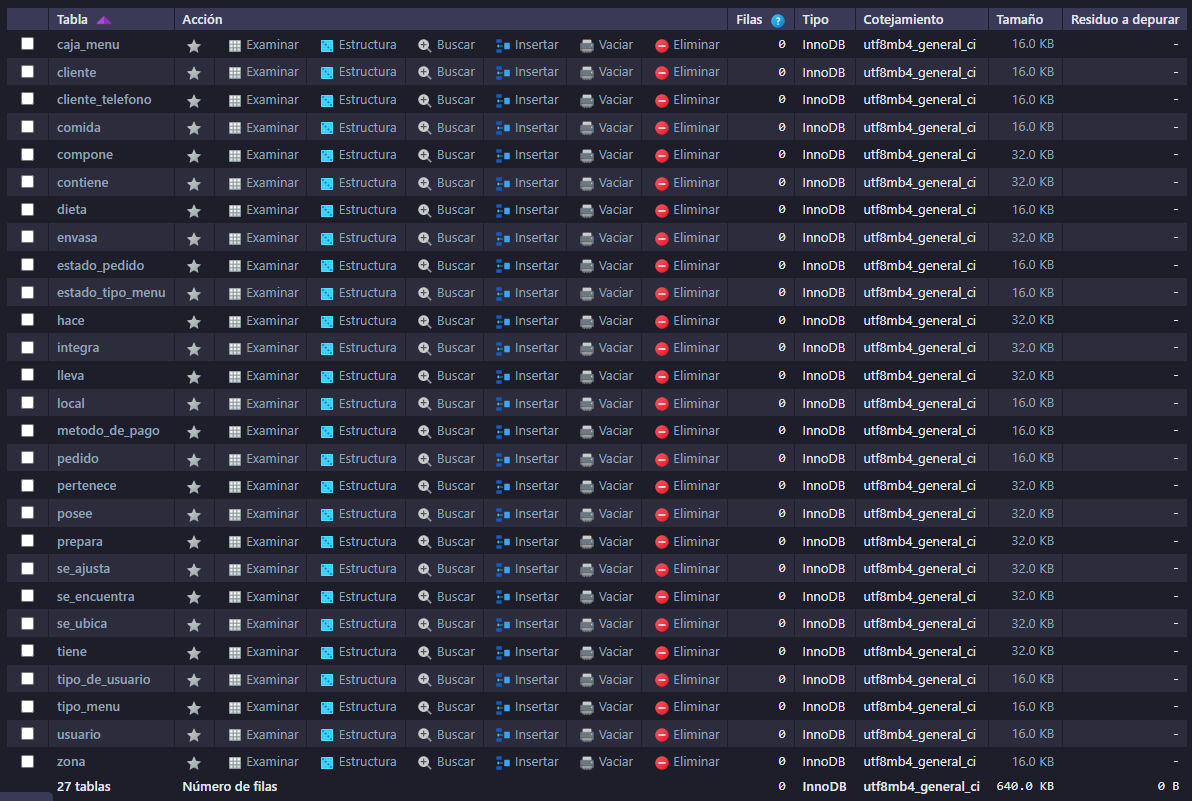 Tabla Acción Filas ? Tipo Cotejamiento Tamaño Residuo a depurar
caja_menu Examinar Estructura Buscar Insertar Vaciar Eliminar 0 InnoDB utf8mb4_general_ci 16.0 KB -
cliente Examinar Estructura Buscar Insertar Vaciar Eliminar 0 InnoDB utf8mb4_general_ci 16.0 KB -
cliente_telefono Examinar Estructura Buscar Insertar Vaciar Eliminar 0 InnoDB utf8mb4_general_ci 16.0 KB -
comida Examinar Estructura Buscar Insertar Vaciar Eliminar 0 InnoDB utf8mb4_general_ci 16.0 KB -
compone Examinar Estructura Buscar Insertar Vaciar Eliminar 0 InnoDB utf8mb4_general_ci 32.0 KB -
contiene Examinar Estructura Buscar Insertar Vaciar Eliminar 0 InnoDB utf8mb4_general_ci 32.0 KB -
dieta Examinar Estructura Buscar Insertar Vaciar Eliminar 0 InnoDB utf8mb4_general_ci 16.0 KB -
envasa Examinar Estructura Buscar Insertar Vaciar Eliminar 0 InnoDB utf8mb4_general_ci 32.0 KB -
estado_pedido Examinar Estructura Buscar Insertar Vaciar Eliminar 0 InnoDB utf8mb4_general_ci 16.0 KB -
estado_tipo_menu Examinar Estructura Buscar Insertar Vaciar Eliminar 0 InnoDB utf8mb4_general_ci 16.0 KB -
hace Examinar Estructura Buscar Insertar Vaciar Eliminar 0 InnoDB utf8mb4_general_ci 32.0 KB -
integra Examinar Estructura Buscar Insertar Vaciar Eliminar 0 InnoDB utf8mb4_general_ci 32.0 KB -
lleva Examinar Estructura Buscar Insertar Vaciar Eliminar 0 InnoDB utf8mb4_general_ci 32.0 KB -
local Examinar Estructura Buscar Insertar Vaciar Eliminar 0 InnoDB utf8mb4_general_ci 16.0 KB -
metodo_de_pago Examinar Estructura Buscar Insertar Vaciar Eliminar 0 InnoDB utf8mb4_general_ci 16.0 KB -
pedido Examinar Estructura Buscar Insertar Vaciar Eliminar 0 InnoDB utf8mb4_general_ci 16.0 KB -
pertenece Examinar Estructura Buscar Insertar Vaciar Eliminar 0 InnoDB utf8mb4_general_ci 32.0 KB -
posee Examinar Estructura Buscar Insertar Vaciar Eliminar 0 InnoDB utf8mb4_general_ci 32.0 KB -
prepara Examinar Estructura Buscar Insertar Vaciar Eliminar 0 InnoDB utf8mb4_general_ci 32.0 KB -
se_ajusta Examinar Estructura Buscar Insertar Vaciar Eliminar 0 InnoDB utf8mb4_general_ci 32.0 KB -
se_encuentra Examinar Estructura Buscar Insertar Vaciar Eliminar 0 InnoDB utf8mb4_general_ci 32.0 KB -
se_ubica Examinar Estructura Buscar Insertar Vaciar Eliminar 0 InnoDB utf8mb4_general_ci 32.0 KB -
tiene Examinar Estructura Buscar Insertar Vaciar Eliminar 0 InnoDB utf8mb4_general_ci 32.0 KB -
tipo_de_usuario Examinar Estructura Buscar Insertar Vaciar Eliminar 0 InnoDB utf8mb4_general_ci 16.0 KB -
tipo_menu Examinar Estructura Buscar Insertar Vaciar Eliminar 0 InnoDB utf8mb4_general_ci 16.0 KB -
usuario Examinar Estructura Buscar Insertar Vaciar Eliminar 0 InnoDB utf8mb4_general_ci 16.0 KB -
zona Examinar Estructura Buscar Insertar Vaciar Eliminar 0 InnoDB utf8mb4_general_ci 16.0 KB -
27 tablas Número de filas 0 InnoDB utf8mb4_general_ci 640.0 KB 0 B